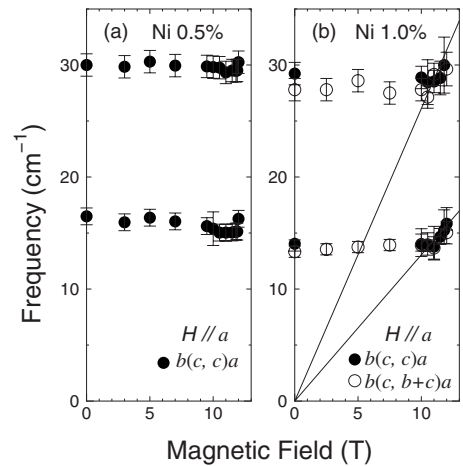 (a) Ni 0.5%
(b) Ni 1.0%
30
20
10
0
Frequency (cm⁻¹)
H // a
● b(c, c)a
H // a
● b(c, c)a
○ b(c, b+c)a
0 5 10
0 5 10
Magnetic Field (T)